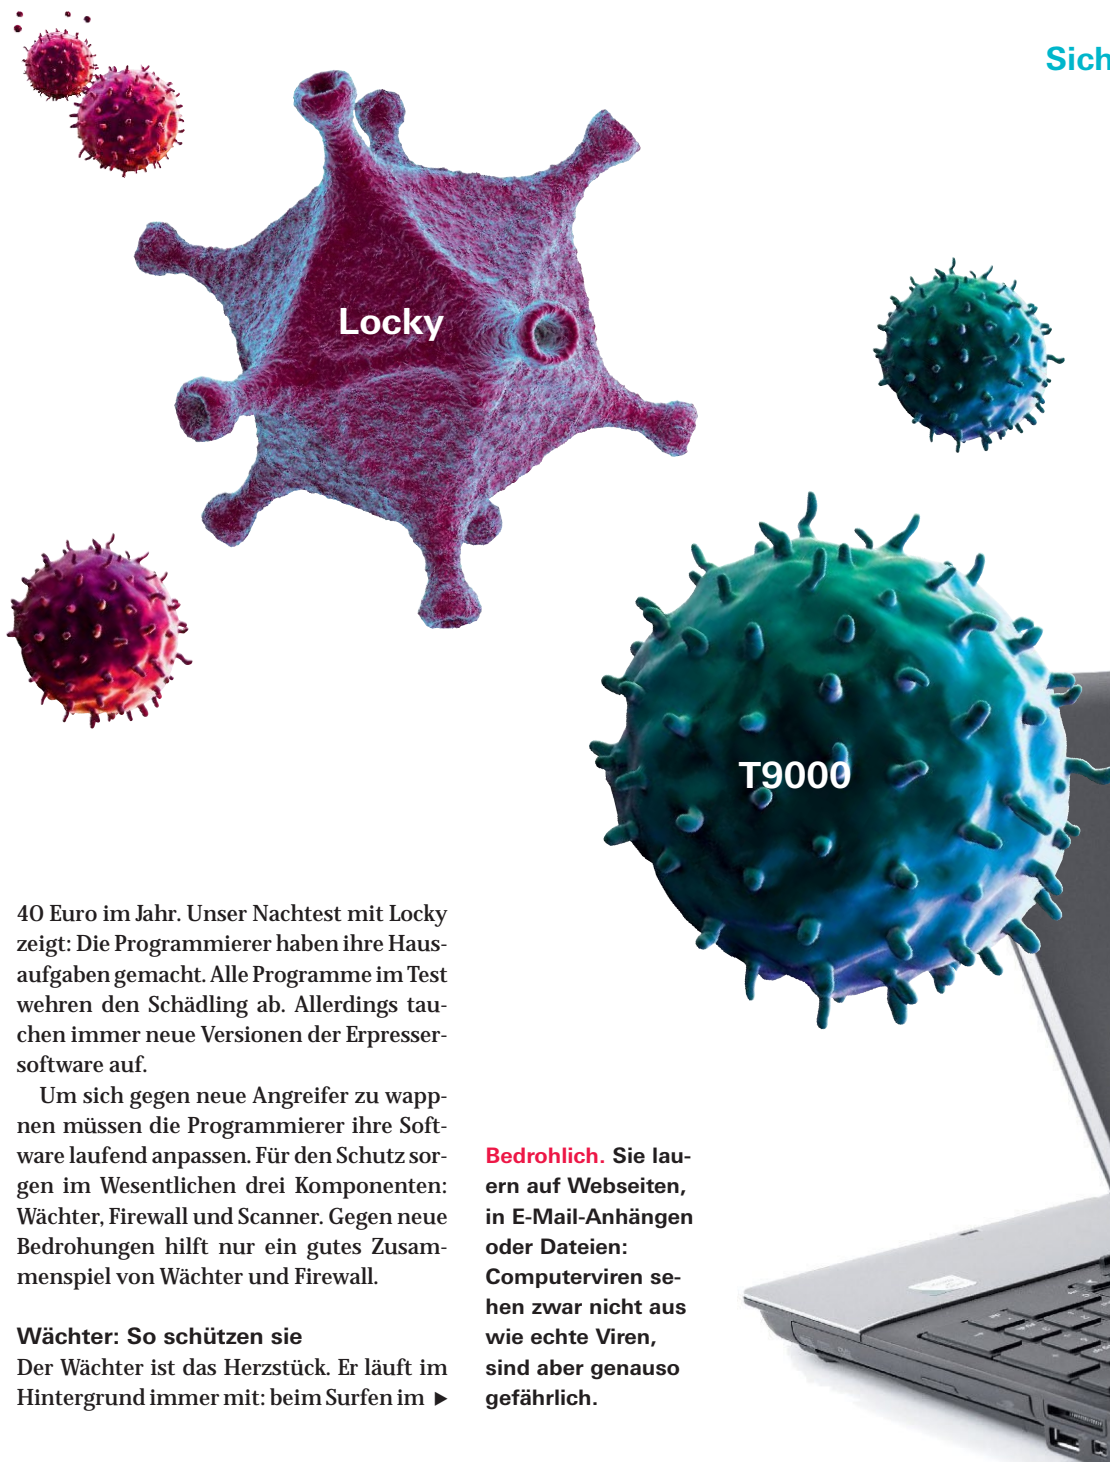 Sich
Locky
T9000
40 Euro im Jahr. Unser Nachtest mit Locky
zeigt: Die Programmierer haben ihre Haus-
aufgaben gemacht. Alle Programme im Test
wehren den Schädling ab. Allerdings tau-
chen immer neue Versionen der Erpresser-
software auf.
Um sich gegen neue Angreifer zu wapp-
nen müssen die Programmierer ihre Soft-
ware laufend anpassen. Für den Schutz sor-
gen im Wesentlichen drei Komponenten:
Wächter, Firewall und Scanner. Gegen neue
Bedrohungen hilft nur ein gutes Zusam-
menspiel von Wächter und Firewall.
Wächter: So schützen sie
Der Wächter ist das Herzstück. Er läuft im
Hintergrund immer mit: beim Surfen im ►
Bedrohlich. Sie lau-
ern auf Webseiten,
in E-Mail-Anhängen
oder Dateien:
Computerviren se-
hen zwar nicht aus
wie echte Viren,
sind aber genauso
gefährlich.